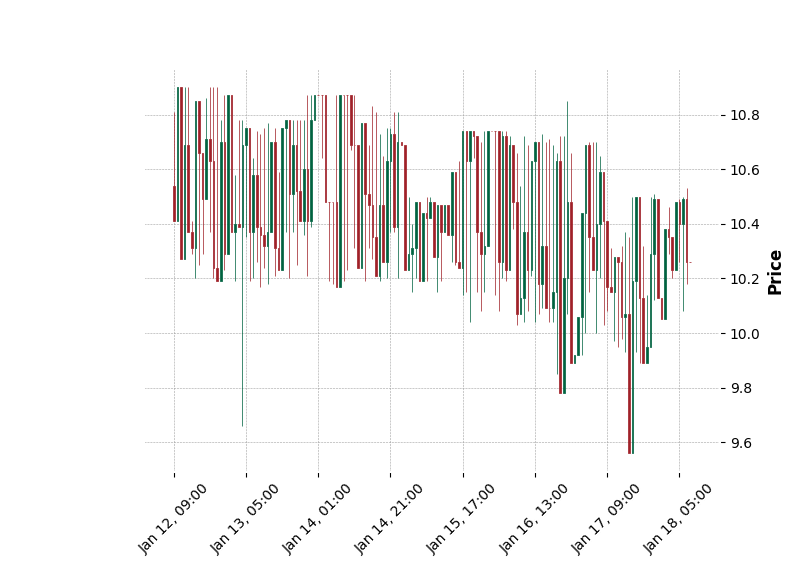 10.8
10.6
10.4
10.2
10.0
9.8
9.6
Price
Jan 12, 09:00
Jan 13, 05:00
Jan 14, 01:00
Jan 14, 21:00
Jan 15, 17:00
Jan 16, 13:00
Jan 17, 09:00
Jan 18, 05:00